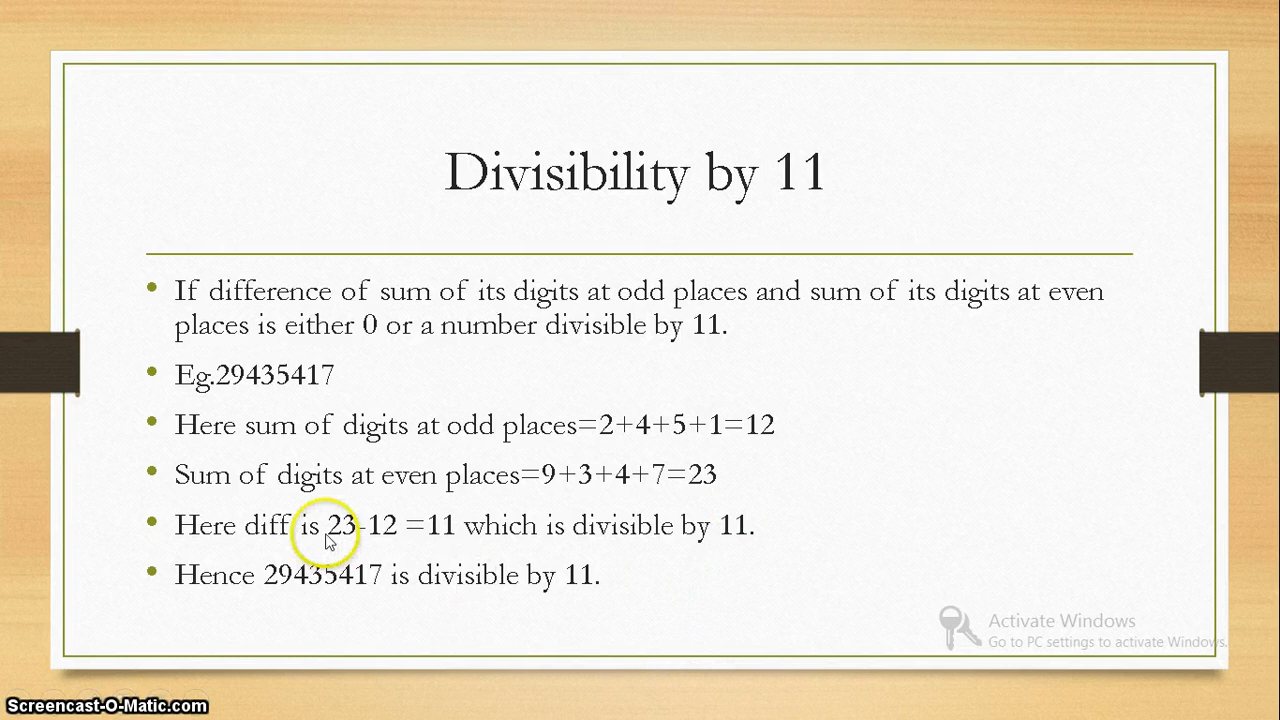 Divisibility by 11
• If difference of sum of its digits at odd places and sum of its digits at even
places is either 0 or a number divisible by 11.
• Eg.29435417
• Here sum of digits at odd places=2+4+5+1=12
• Sum of digits at even places=9+3+4+7=23
• Here diff is 23-12 =11 which is divisible by 11.
• Hence 29435417 is divisible by 11.
Activate Windows
Go to PC settings to activate Windows.
Screencast-O-Matic.com